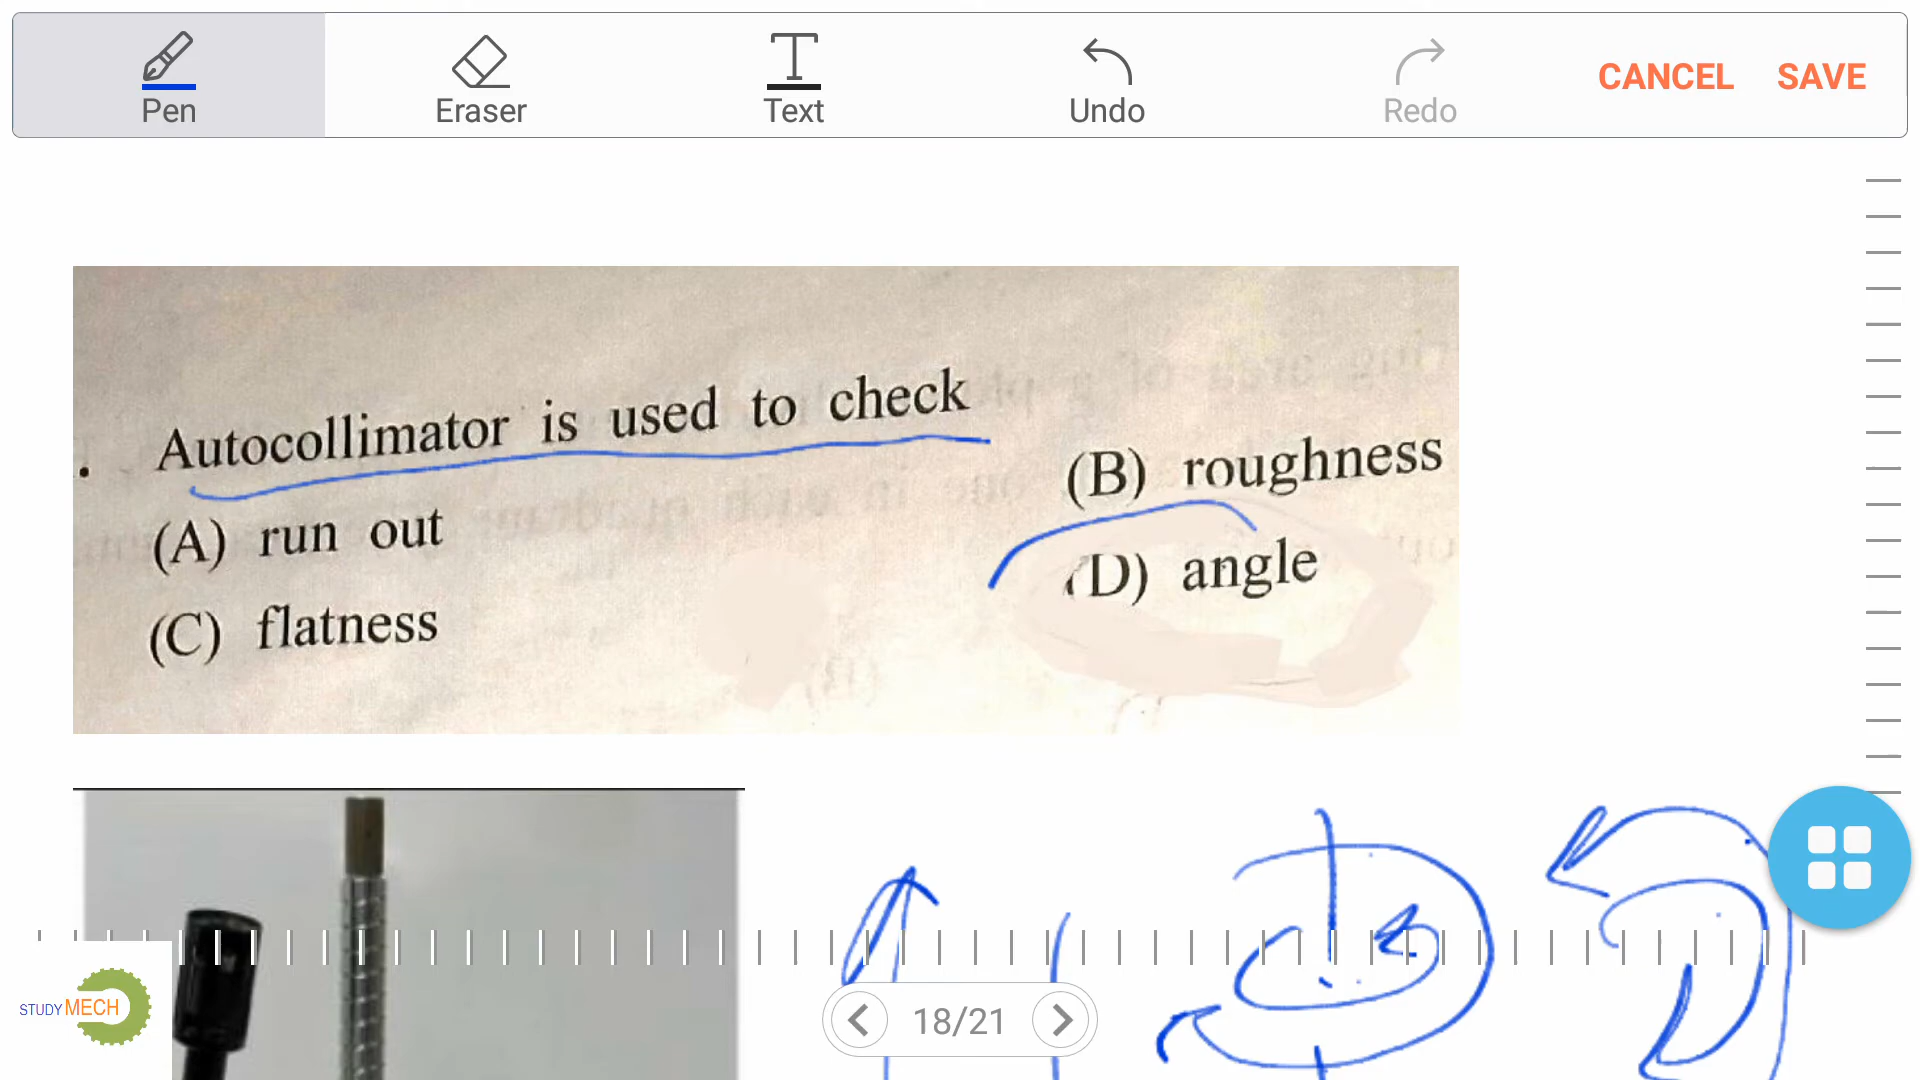 Pen
Eraser
Text
Undo
Redo
CANCEL SAVE
. Autocollimator is used to check
(A) run out
(B) roughness
(C) flatness
(D) angle
STUDY MECH
18/21